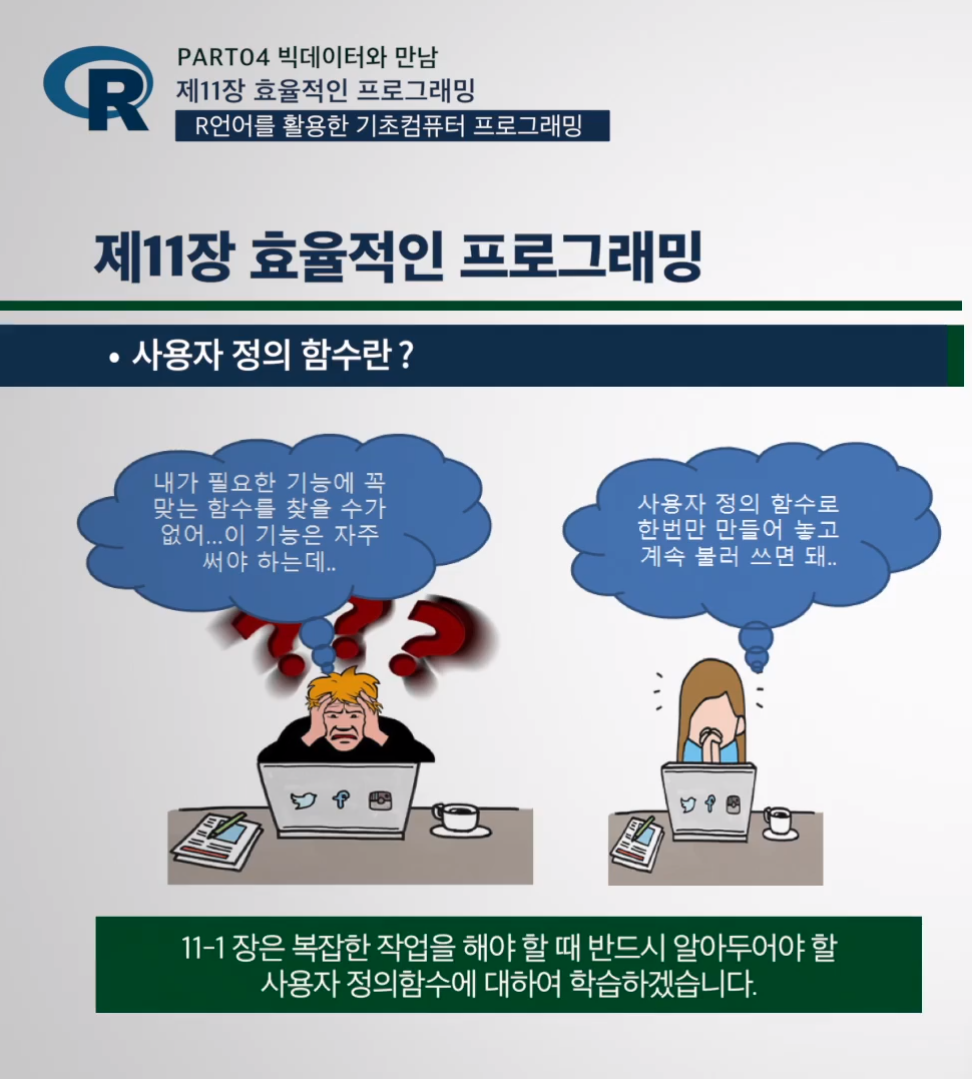 R
PART04 빅데이터와 만남
제11장 효율적인 프로그래밍
R언어를 활용한 기초컴퓨터 프로그래밍
제11장 효율적인 프로그래밍
• 사용자 정의 함수란?
내가 필요한 기능에 꼭
맞는 함수를 찾을 수가
없어...이 기능은 자주
써야 하는데..
사용자 정의 함수로
한번만 만들어 놓고
계속 불러 쓰면 돼..
???
11-1 장은 복잡한 작업을 해야 할 때 반드시 알아두어야 할
사용자 정의함수에 대하여 학습하겠습니다.